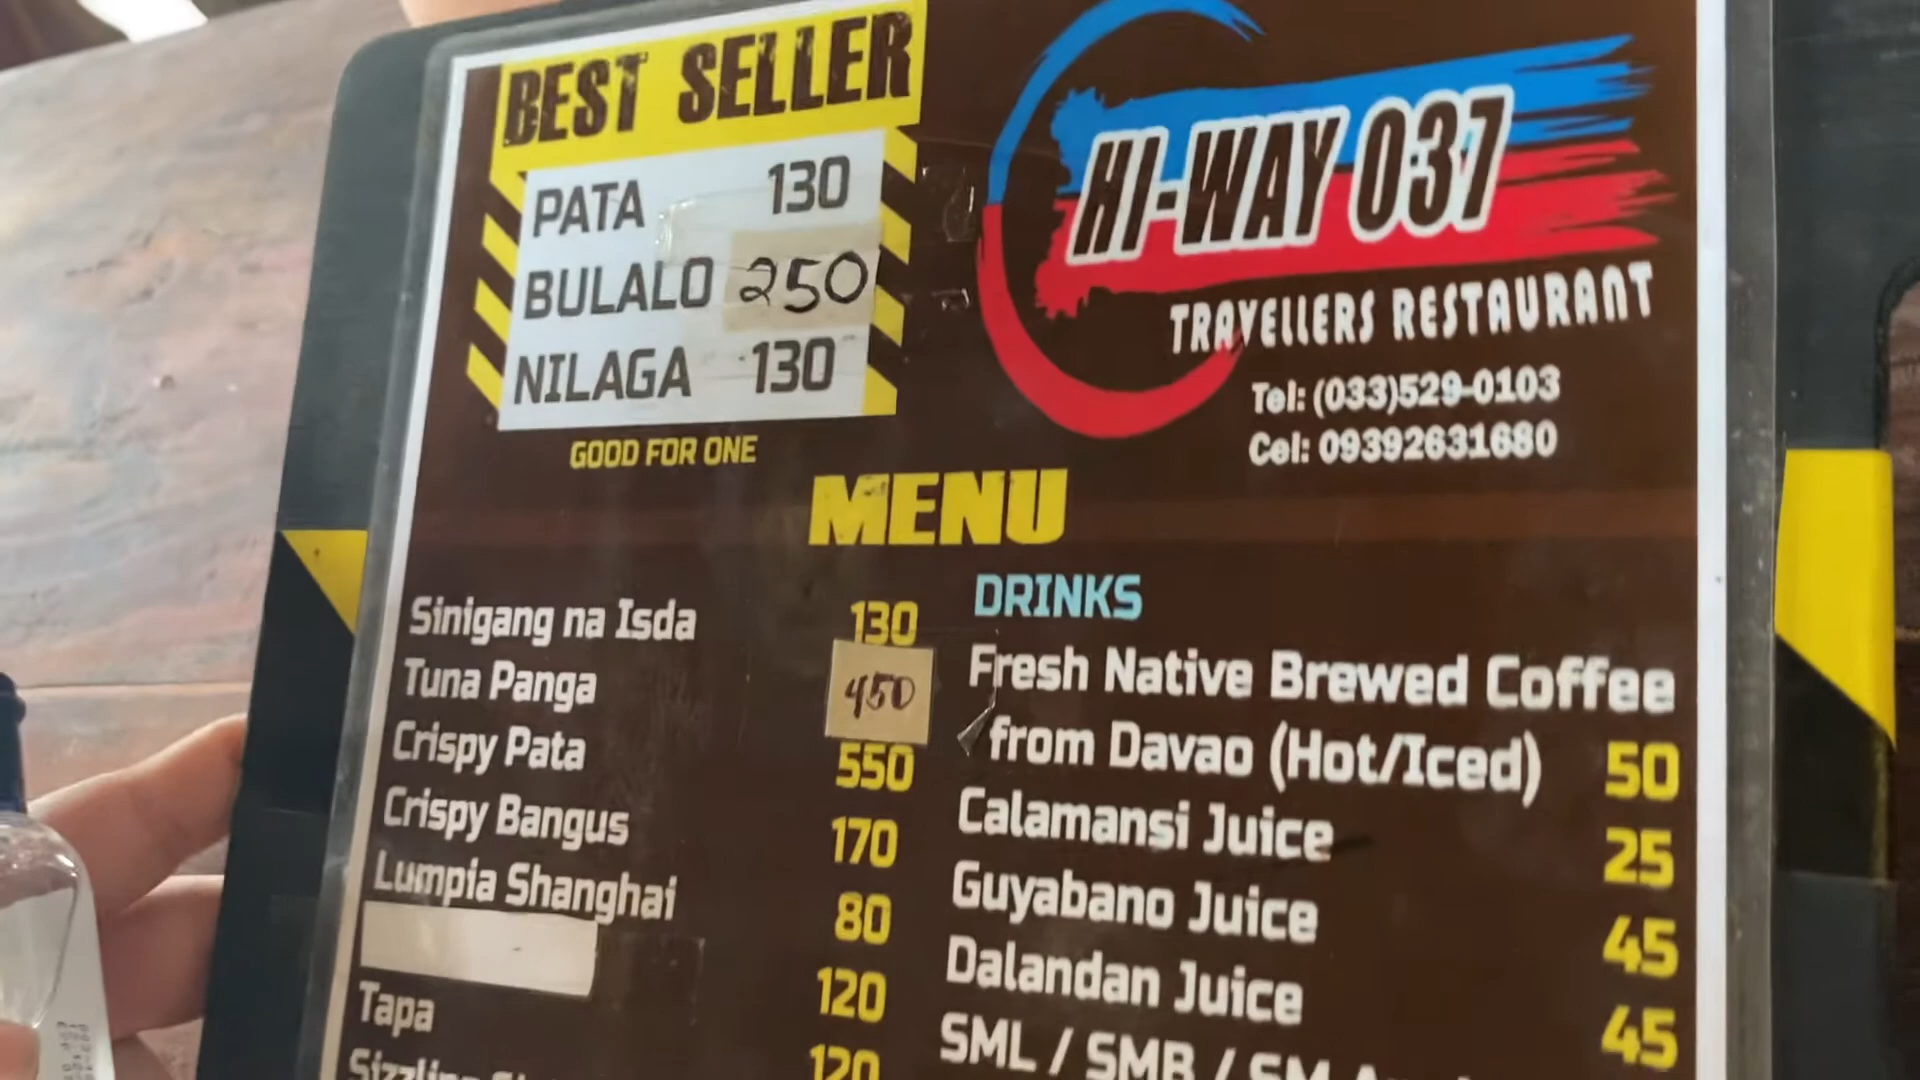 BEST SELLER
PATA 130
BULALO 250
NILAGA 130
GOOD FOR ONE
HI-WAY 037
TRAVELLERS RESTAURANT
Tel: (033)529-0103
Cel: 09392631680
MENU
Sinigang na Isda 130
Tuna Panga 450
Crispy Pata 550
Crispy Bangus 170
Lumpia Shanghai 80
120
Tapa 120
DRINKS
Fresh Native Brewed Coffee
from Davao (Hot/Iced) 50
Calamansi Juice 25
Guyabano Juice 45
Dalandan Juice 45
SML / SMB / SM